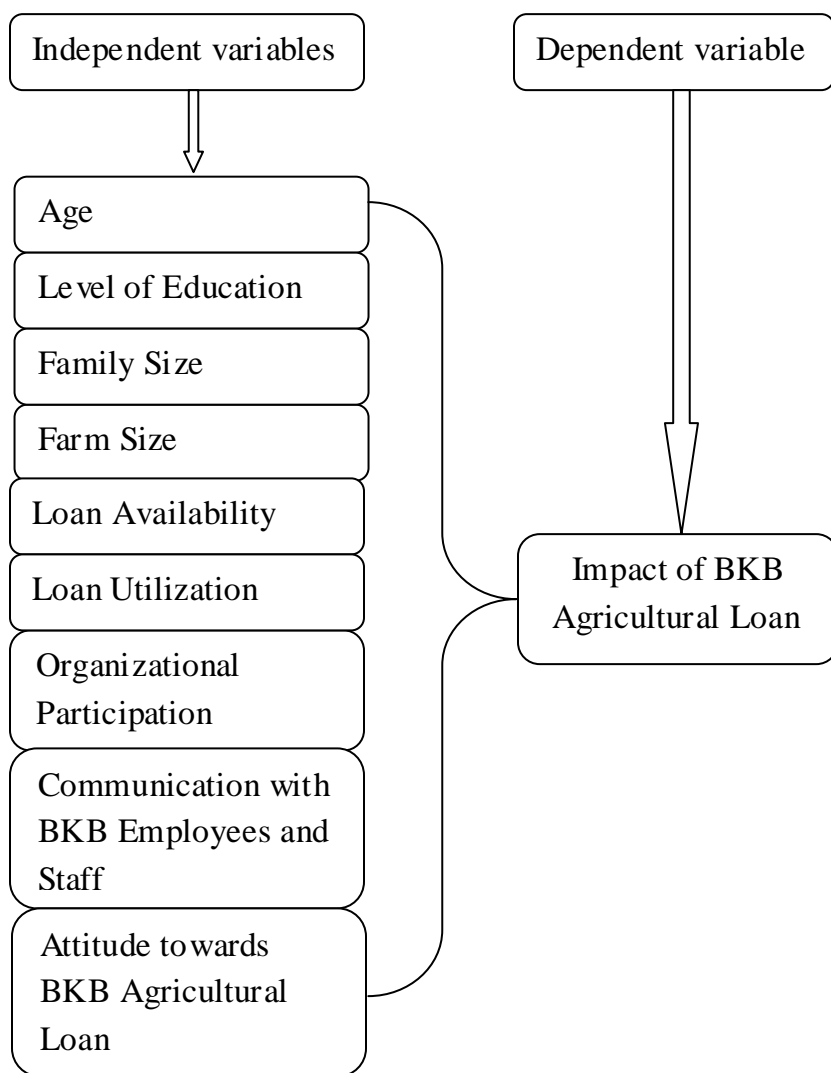 Independent variables
Dependent variable
Age
Level of Education
Family Size
Farm Size
Loan Availability
Loan Utilization
Organizational
Participation
Communication with
BKB Employees and
Staff
Attitude towards
BKB Agricultural
Loan
Impact of BKB
Agricultural Loan